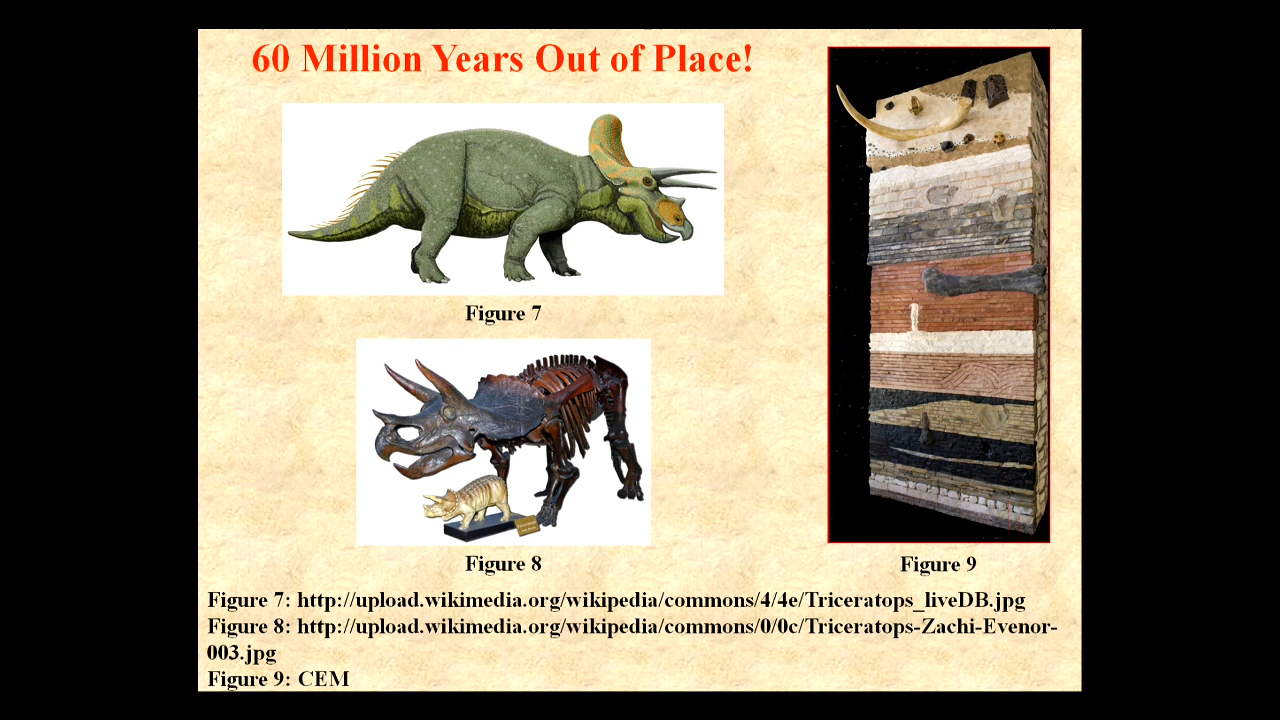 60 Million Years Out of Place!
Figure 7
Figure 8
Figure 9
Figure 7: http://upload.wikimedia.org/wikipedia/commons/4/4e/Triceratops_liveDB.jpg
Figure 8: http://upload.wikimedia.org/wikipedia/commons/0/0c/Triceratops-Zachi-Evenor-
003.jpg
Figure 9: CEM